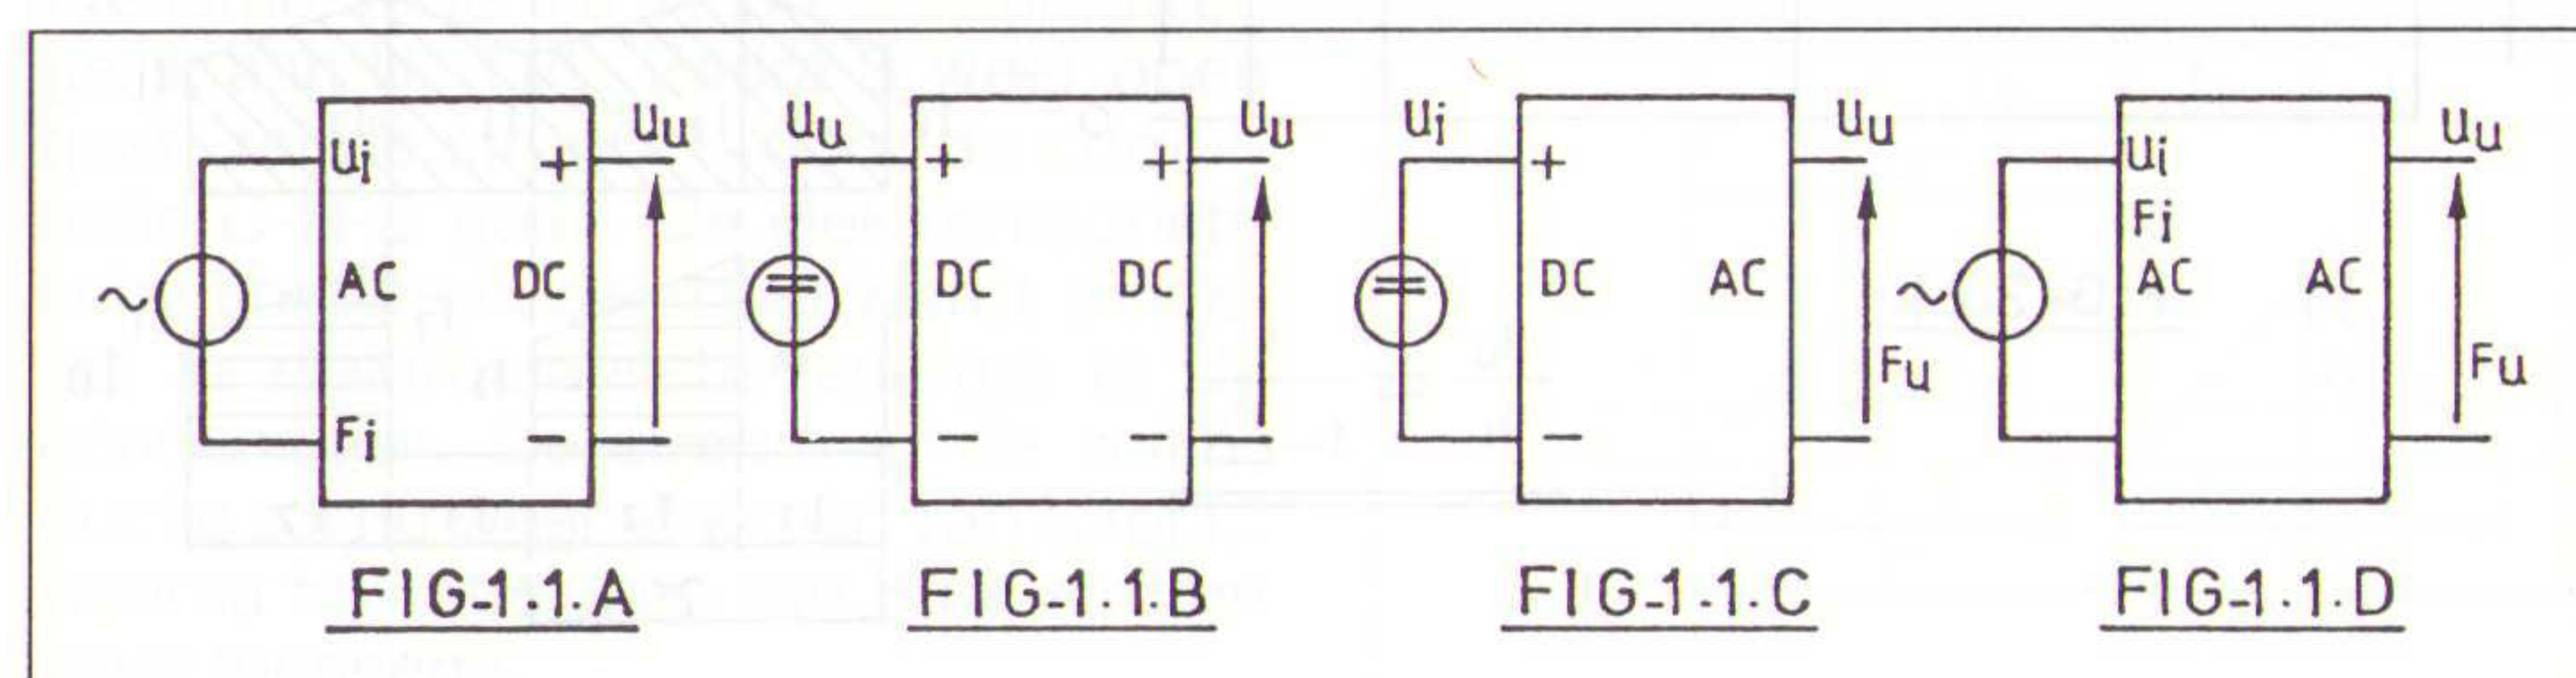 Ui + Uu
AC DC
Fi −
FIG-1.1.A
Uu + + Uu
DC DC
− −
FIG-1.1.B
Ui + Uu
DC AC
Fu
−
FIG-1-1.C
~ Ui Uu
Fi
AC AC
Fu
FIG-1.1.D